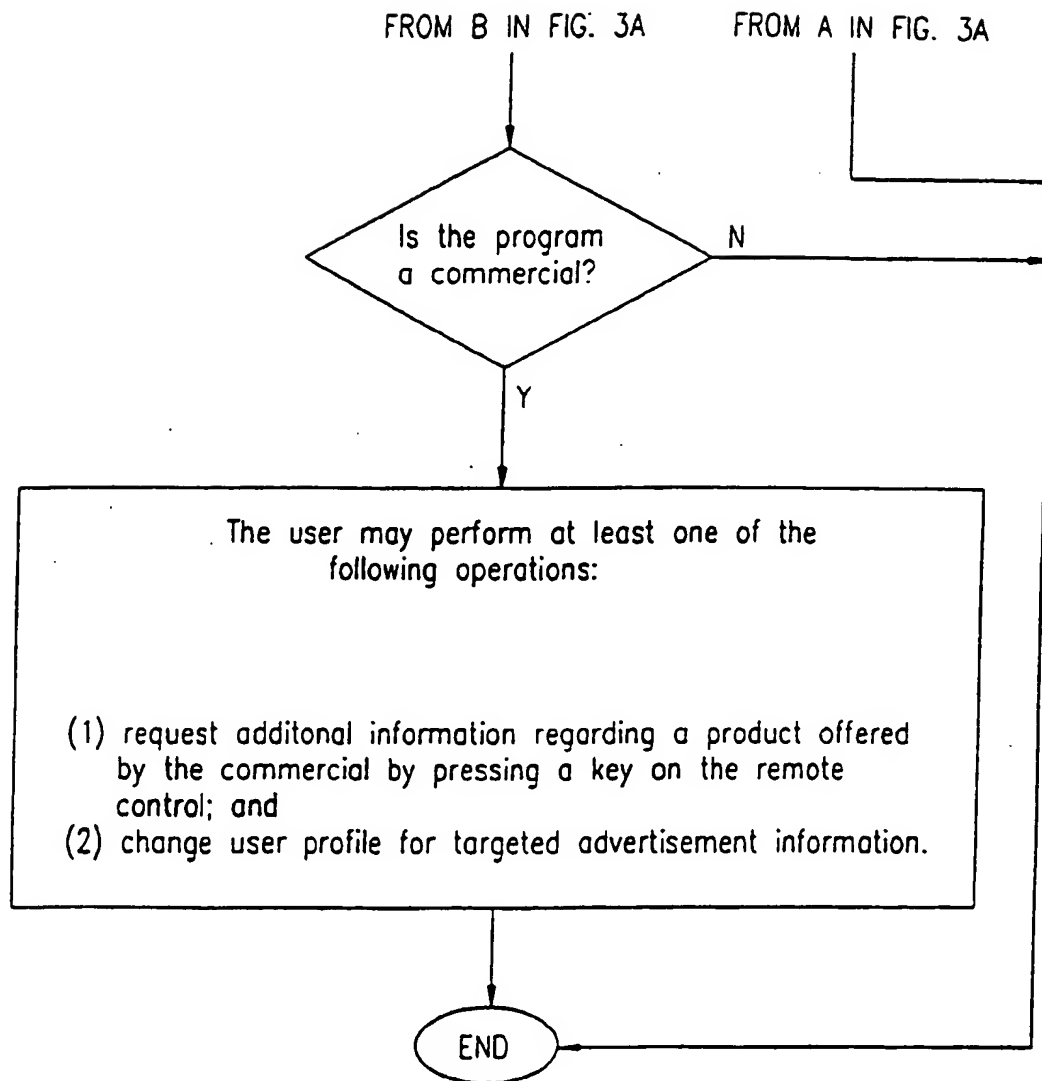 FROM B IN FIG. 3A
FROM A IN FIG. 3A
Is the program
a commercial?
N
Y
The user may perform at least one of the
following operations:
(1) request additonal information regarding a product offered
by the commercial by pressing a key on the remote
control; and
(2) change user profile for targeted advertisement information.
END